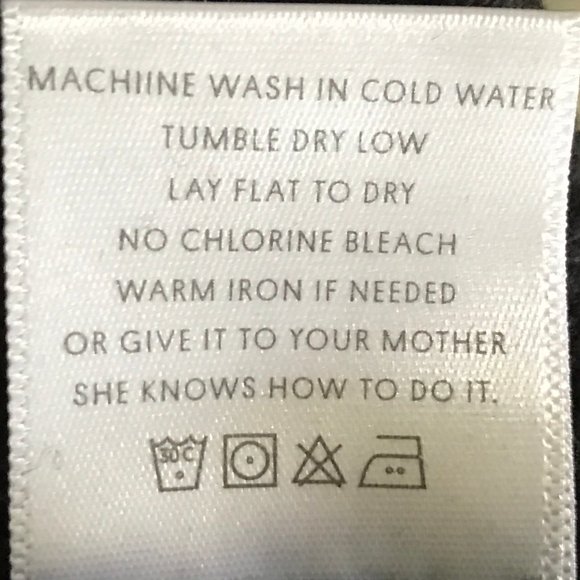 MACHIINE WASH IN COLD WATER
TUMBLE DRY LOW
LAY FLAT TO DRY
NO CHLORINE BLEACH
WARM IRON IF NEEDED
OR GIVE IT TO YOUR MOTHER
SHE KNOWS HOW TO DO IT.
30C